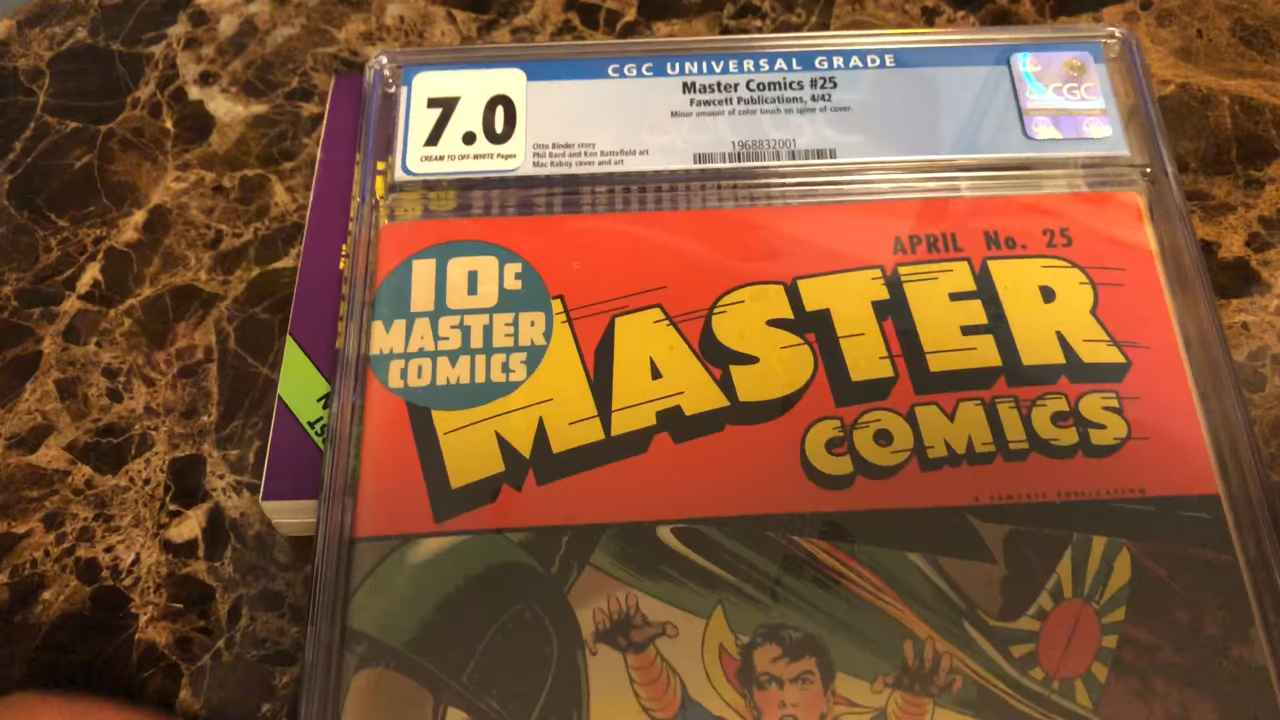 CGC UNIVERSAL GRADE
7.0
CREAM TO OFF-WHITE Pages
Master Comics #25
Fawcett Publications, 4/42
Minor amount of color touch on spine of cover.
Otto Binder story
Phil Bard and Ken Battefield art
Mac Raboy cover and art
1968832001
CGC
APRIL No. 25
10c
MASTER
COMICS
MASTER
COMICS
A FAWCETT PUBLICATION